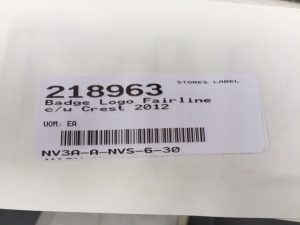 STORES LABEL
218963
Badge Logo Fairline
c/w Crest 2012
UOM: EA
NV3A-A-NVS-6-30